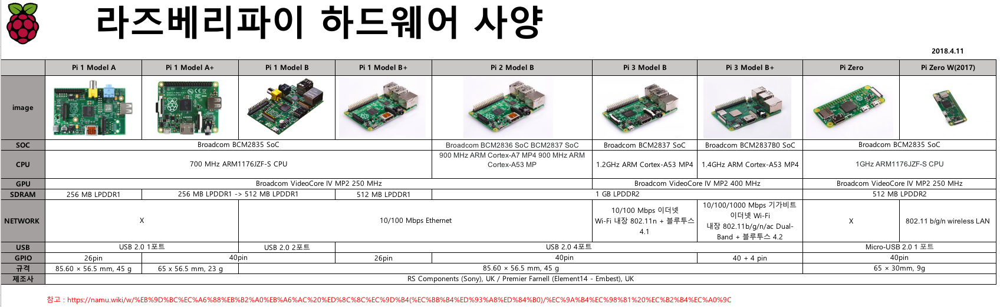 라즈베리파이 하드웨어 사양
2018.4.11
Pi 1 Model A Pi 1 Model A+ Pi 1 Model B Pi 1 Model B+ Pi 2 Model B Pi 3 Model B Pi 3 Model B+ Pi Zero Pi Zero W(2017)
image
SOC Broadcom BCM2835 SoC Broadcom BCM2836 SoC BCM2837 SoC Broadcom BCM2837 SoC Broadcom BCM2837B0 SoC Broadcom BCM2835 SoC
CPU 700 MHz ARM1176JZF-S CPU
900 MHz ARM Cortex-A7 MP4 900 MHz ARM
Cortex-A53 MP
1.2GHz ARM Cortex-A53 MP4 1.4GHz ARM Cortex-A53 MP4 1GHz ARM1176JZF-S CPU
GPU Broadcom VideoCore IV MP2 250 MHz Broadcom VideoCore IV MP2 400 MHz Broadcom VideoCore IV MP2 250 MHz
SDRAM 256 MB LPDDR1 256 MB LPDDR1 -> 512 MB LPDDR1 512 MB LPDDR1 1 GB LPDDR2 512 MB LPDDR2
NETWORK X 10/100 Mbps Ethernet
10/100 Mbps 이더넷
Wi-Fi 내장 802.11n + 블루투스
4.1
10/100/1000 Mbps 기가비트
이더넷 Wi-Fi
내장 802.11b/g/n/ac Dual-
Band + 블루투스 4.2
X 802.11 b/g/n wireless LAN
USB USB 2.0 1포트 USB 2.0 2포트 USB 2.0 4포트 Micro-USB 2.0 1 포트
GPIO 26pin 40pin 26pin 40pin 40 + 4 pin 40pin
규격 85.60 × 56.5 mm, 45 g 65 x 56.5 mm, 23 g 85.60 × 56.5 mm, 45 g 65 × 30mm, 9g
제조사 RS Components (Sony), UK / Premier Farnell (Element14 - Embest), UK
참고 : https://namu.wiki/w/%EB%9D%BC%EC%A6%88%EB%B2%A0%EB%A6%AC%20%ED%8C%8C%EC%9D%B4(%EC%BB%B4%ED%93%A8%ED%84%B0)/%EC%9A%B4%EC%98%81%20%EC%B2%B4%EC%A0%9C